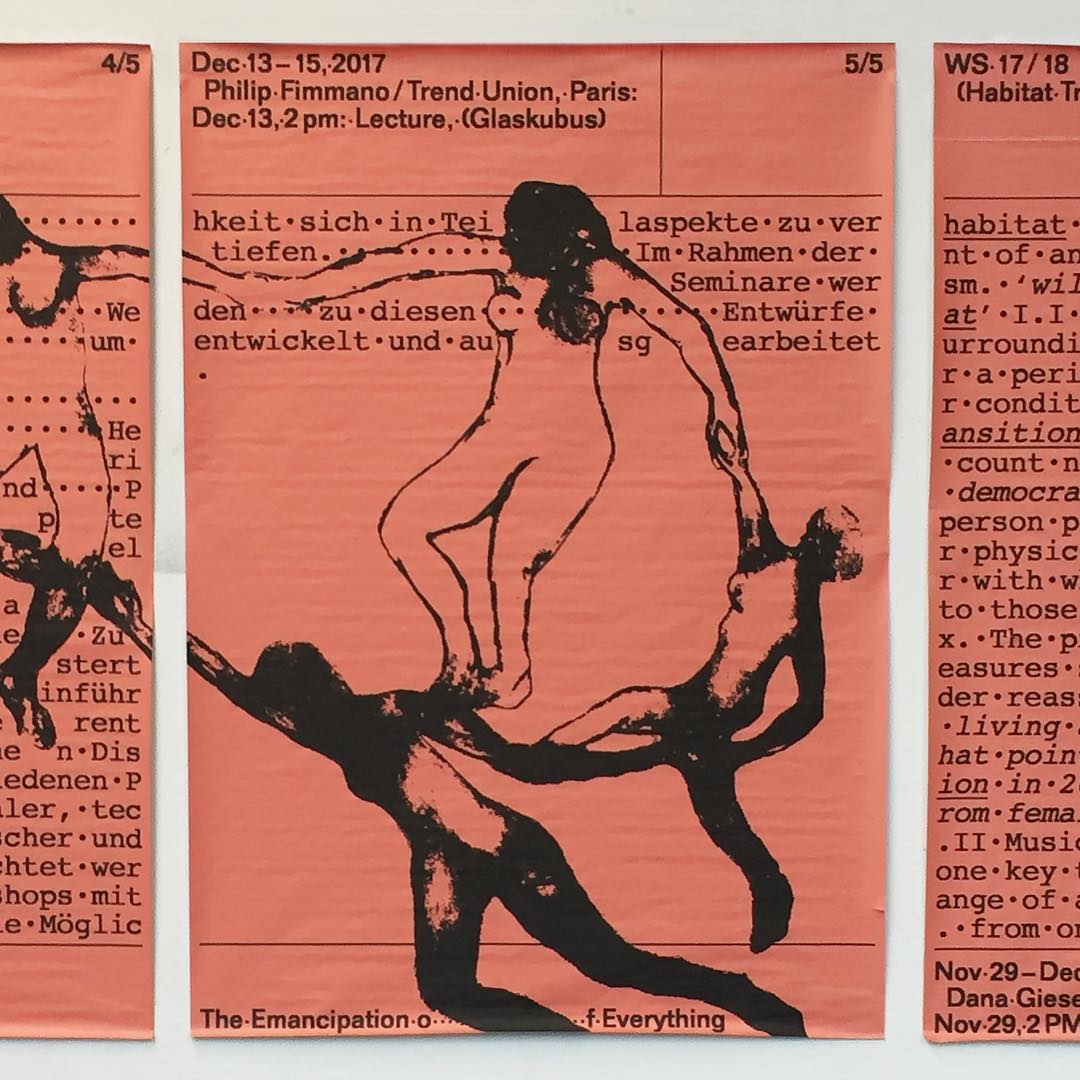 4/5
We
um·
He
ri
nd·····P
p te
el
a
·Zu
stert
inführ
rent
n·Dis
iedenen·P
ler,·tec
scher·und
chtet·wer
shops·mit
e·Möglic
Dec·13–15,·2017
5/5
Philip·Fimmano/Trend·Union,·Paris:
Dec·13,·2 pm:·Lecture,·(Glaskubus)
hkeit·sich·in·Tei laspekte·zu·ver
tiefen.·········Im·Rahmen·der·
Seminare·wer
den·····zu·diesen·········Entwürfe·
entwickelt·und·au sg earbeitet
.
The·Emancipation·o··· ··f·Everything
WS·17/18
(Habitat·Tr
habitat·
nt·of·an
sm.·'wil
at'·I.I·
urroundi
r·a·peri
r·condit
ansition
·count·n
·democra
person·p
r·physic
r·with·w
to·those
x.·The·p
easures·
der·reas
·living·
hat·poin
ion·in·2
rom·fema
.II·Music
one·key·t
ange·of·a
.·from·on
Nov·29–Dec
Dana·Giese
Nov·29,·2 PM